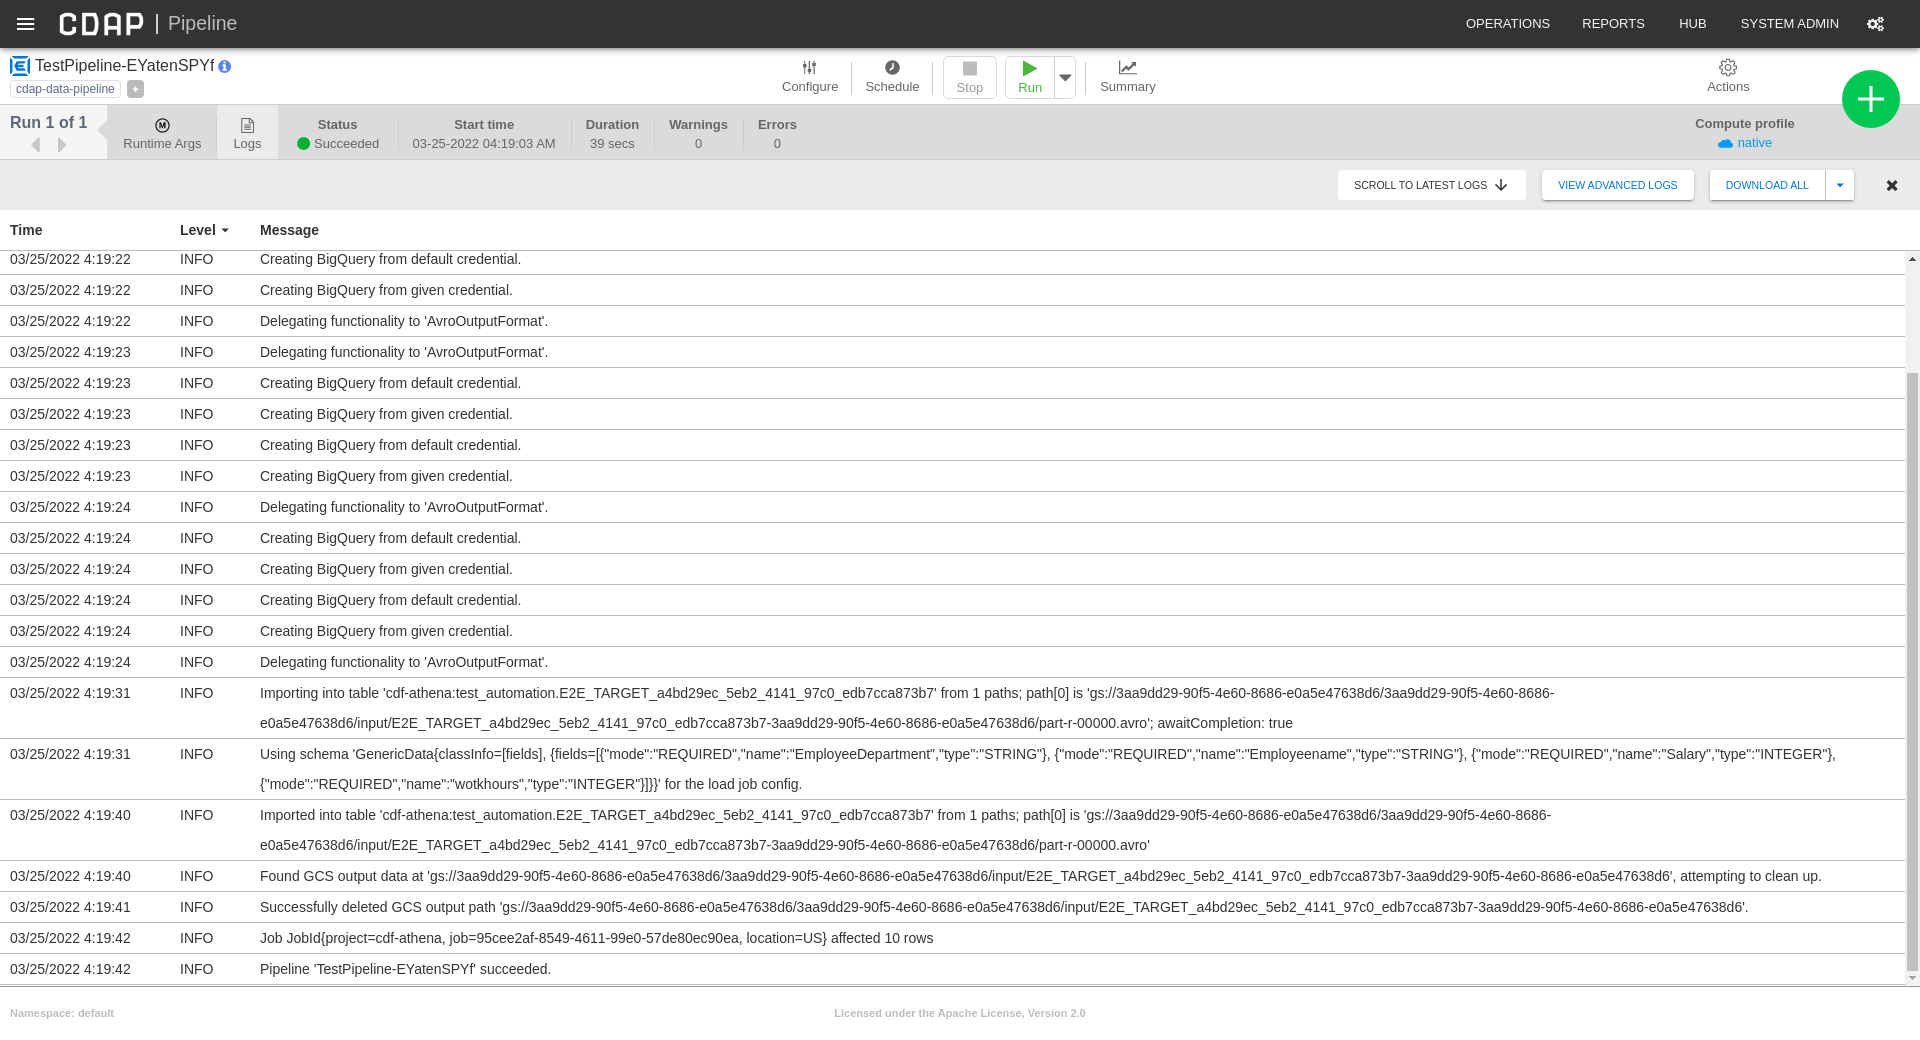 CDAP | Pipeline
OPERATIONS REPORTS HUB SYSTEM ADMIN
TestPipeline-EYatenSPYf
cdap-data-pipeline +
Configure Schedule Stop Run Summary Actions
Run 1 of 1
Runtime Args Logs
Status Start time Duration Warnings Errors Compute profile
Succeeded 03-25-2022 04:19:03 AM 39 secs 0 0 native
SCROLL TO LATEST LOGS VIEW ADVANCED LOGS DOWNLOAD ALL
Time Level Message
03/25/2022 4:19:22 INFO Creating BigQuery from default credential.
03/25/2022 4:19:22 INFO Creating BigQuery from given credential.
03/25/2022 4:19:22 INFO Delegating functionality to 'AvroOutputFormat'.
03/25/2022 4:19:23 INFO Delegating functionality to 'AvroOutputFormat'.
03/25/2022 4:19:23 INFO Creating BigQuery from default credential.
03/25/2022 4:19:23 INFO Creating BigQuery from given credential.
03/25/2022 4:19:23 INFO Creating BigQuery from default credential.
03/25/2022 4:19:23 INFO Creating BigQuery from given credential.
03/25/2022 4:19:24 INFO Delegating functionality to 'AvroOutputFormat'.
03/25/2022 4:19:24 INFO Creating BigQuery from default credential.
03/25/2022 4:19:24 INFO Creating BigQuery from given credential.
03/25/2022 4:19:24 INFO Creating BigQuery from default credential.
03/25/2022 4:19:24 INFO Creating BigQuery from given credential.
03/25/2022 4:19:24 INFO Delegating functionality to 'AvroOutputFormat'.
03/25/2022 4:19:31 INFO Importing into table 'cdf-athena:test_automation.E2E_TARGET_a4bd29ec_5eb2_4141_97c0_edb7cca873b7' from 1 paths; path[0] is 'gs://3aa9dd29-90f5-4e60-8686-e0a5e47638d6/3aa9dd29-90f5-4e60-8686-
e0a5e47638d6/input/E2E_TARGET_a4bd29ec_5eb2_4141_97c0_edb7cca873b7-3aa9dd29-90f5-4e60-8686-e0a5e47638d6/part-r-00000.avro'; awaitCompletion: true
03/25/2022 4:19:31 INFO Using schema 'GenericData{classInfo=[fields], {fields=[{"mode":"REQUIRED","name":"EmployeeDepartment","type":"STRING"}, {"mode":"REQUIRED","name":"Employeename","type":"STRING"}, {"mode":"REQUIRED","name":"Salary","type":"INTEGER"},
{"mode":"REQUIRED","name":"wotkhours","type":"INTEGER"}]}}' for the load job config.
03/25/2022 4:19:40 INFO Imported into table 'cdf-athena:test_automation.E2E_TARGET_a4bd29ec_5eb2_4141_97c0_edb7cca873b7' from 1 paths; path[0] is 'gs://3aa9dd29-90f5-4e60-8686-e0a5e47638d6/3aa9dd29-90f5-4e60-8686-
e0a5e47638d6/input/E2E_TARGET_a4bd29ec_5eb2_4141_97c0_edb7cca873b7-3aa9dd29-90f5-4e60-8686-e0a5e47638d6/part-r-00000.avro'
03/25/2022 4:19:40 INFO Found GCS output data at 'gs://3aa9dd29-90f5-4e60-8686-e0a5e47638d6/3aa9dd29-90f5-4e60-8686-e0a5e47638d6/input/E2E_TARGET_a4bd29ec_5eb2_4141_97c0_edb7cca873b7-3aa9dd29-90f5-4e60-8686-e0a5e47638d6', attempting to clean up.
03/25/2022 4:19:41 INFO Successfully deleted GCS output path 'gs://3aa9dd29-90f5-4e60-8686-e0a5e47638d6/3aa9dd29-90f5-4e60-8686-e0a5e47638d6/input/E2E_TARGET_a4bd29ec_5eb2_4141_97c0_edb7cca873b7-3aa9dd29-90f5-4e60-8686-e0a5e47638d6'.
03/25/2022 4:19:42 INFO Job JobId{project=cdf-athena, job=95cee2af-8549-4611-99e0-57de80ec90ea, location=US} affected 10 rows
03/25/2022 4:19:42 INFO Pipeline 'TestPipeline-EYatenSPYf' succeeded.
Namespace: default Licensed under the Apache License, Version 2.0